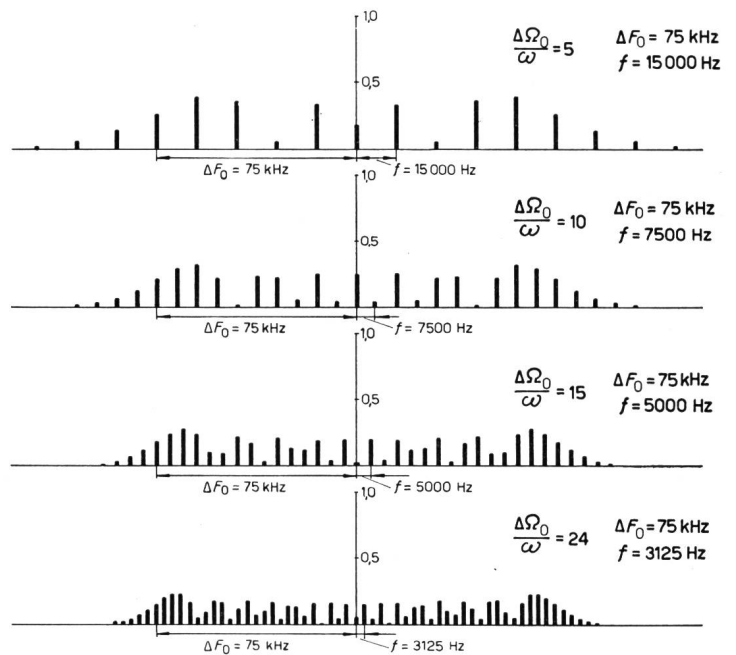 1,0
0,5
ΔΩ₀/ω = 5 ΔF₀ = 75 kHz
f = 15 000 Hz
ΔF₀ = 75 kHz f = 15 000 Hz
1,0
0,5
ΔΩ₀/ω = 10 ΔF₀ = 75 kHz
f = 7500 Hz
ΔF₀ = 75 kHz f = 7500 Hz
1,0
0,5
ΔΩ₀/ω = 15 ΔF₀ = 75 kHz
f = 5000 Hz
ΔF₀ = 75 kHz f = 5000 Hz
1,0
0,5
ΔΩ₀/ω = 24 ΔF₀ = 75 kHz
f = 3125 Hz
ΔF₀ = 75 kHz f = 3125 Hz